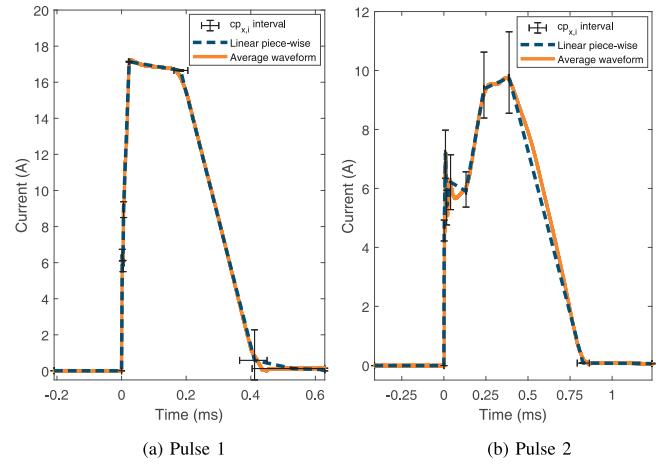 cp x,i interval
Linear piece-wise
Average waveform
20
18
16
14
12
10
8
6
4
2
0
Current (A)
-0.2
0
0.2
0.4
0.6
Time (ms)
(a) Pulse 1
cp x,i interval
Linear piece-wise
Average waveform
12
10
8
6
4
2
0
Current (A)
-0.25
0
0.25
0.5
0.75
1
Time (ms)
(b) Pulse 2